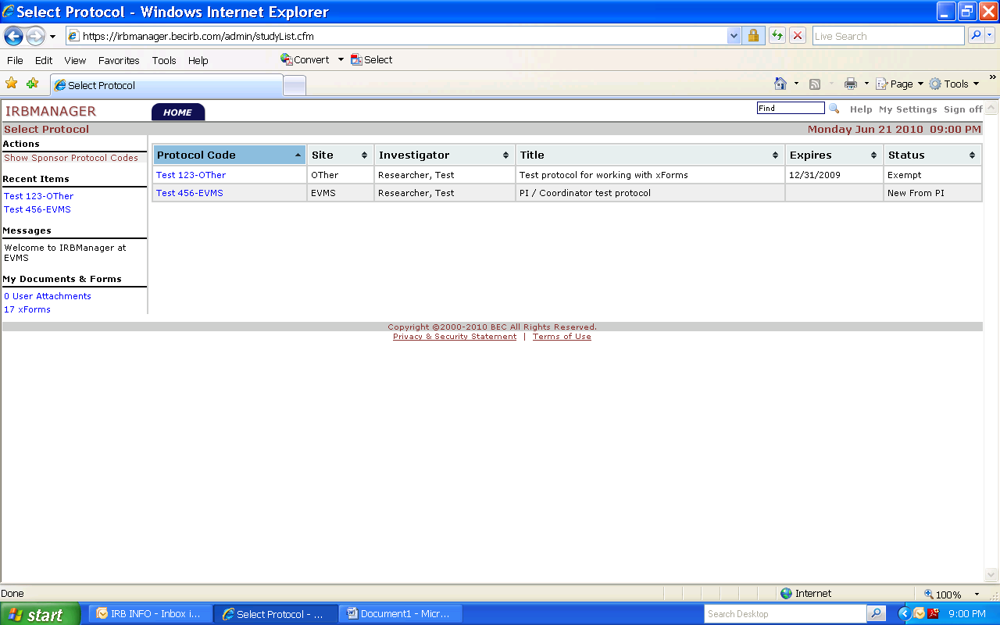 Select Protocol - Windows Internet Explorer
https://irbmanager.becirb.com/admin/studyList.cfm
Live Search
File Edit View Favorites Tools Help Convert Select
Select Protocol Page Tools »
IRBMANAGER HOME Find Help My Settings Sign off
Select Protocol Monday Jun 21 2010 09:00 PM
Actions
Show Sponsor Protocol Codes
Recent Items
Test 123-OTher
Test 456-EVMS
Messages
Welcome to IRBManager at
EVMS
My Documents & Forms
0 User Attachments
17 xForms
Protocol Code Site Investigator Title Expires Status
Test 123-OTher OTher Researcher, Test Test protocol for working with xForms 12/31/2009 Exempt
Test 456-EVMS EVMS Researcher, Test PI / Coordinator test protocol New From PI
Copyright ©2000-2010 BEC All Rights Reserved.
Privacy & Security Statement | Terms of Use
Done Internet 100%
start IRB INFO - Inbox i... Select Protocol - ... Document1 - Micr... Search Desktop 9:00 PM